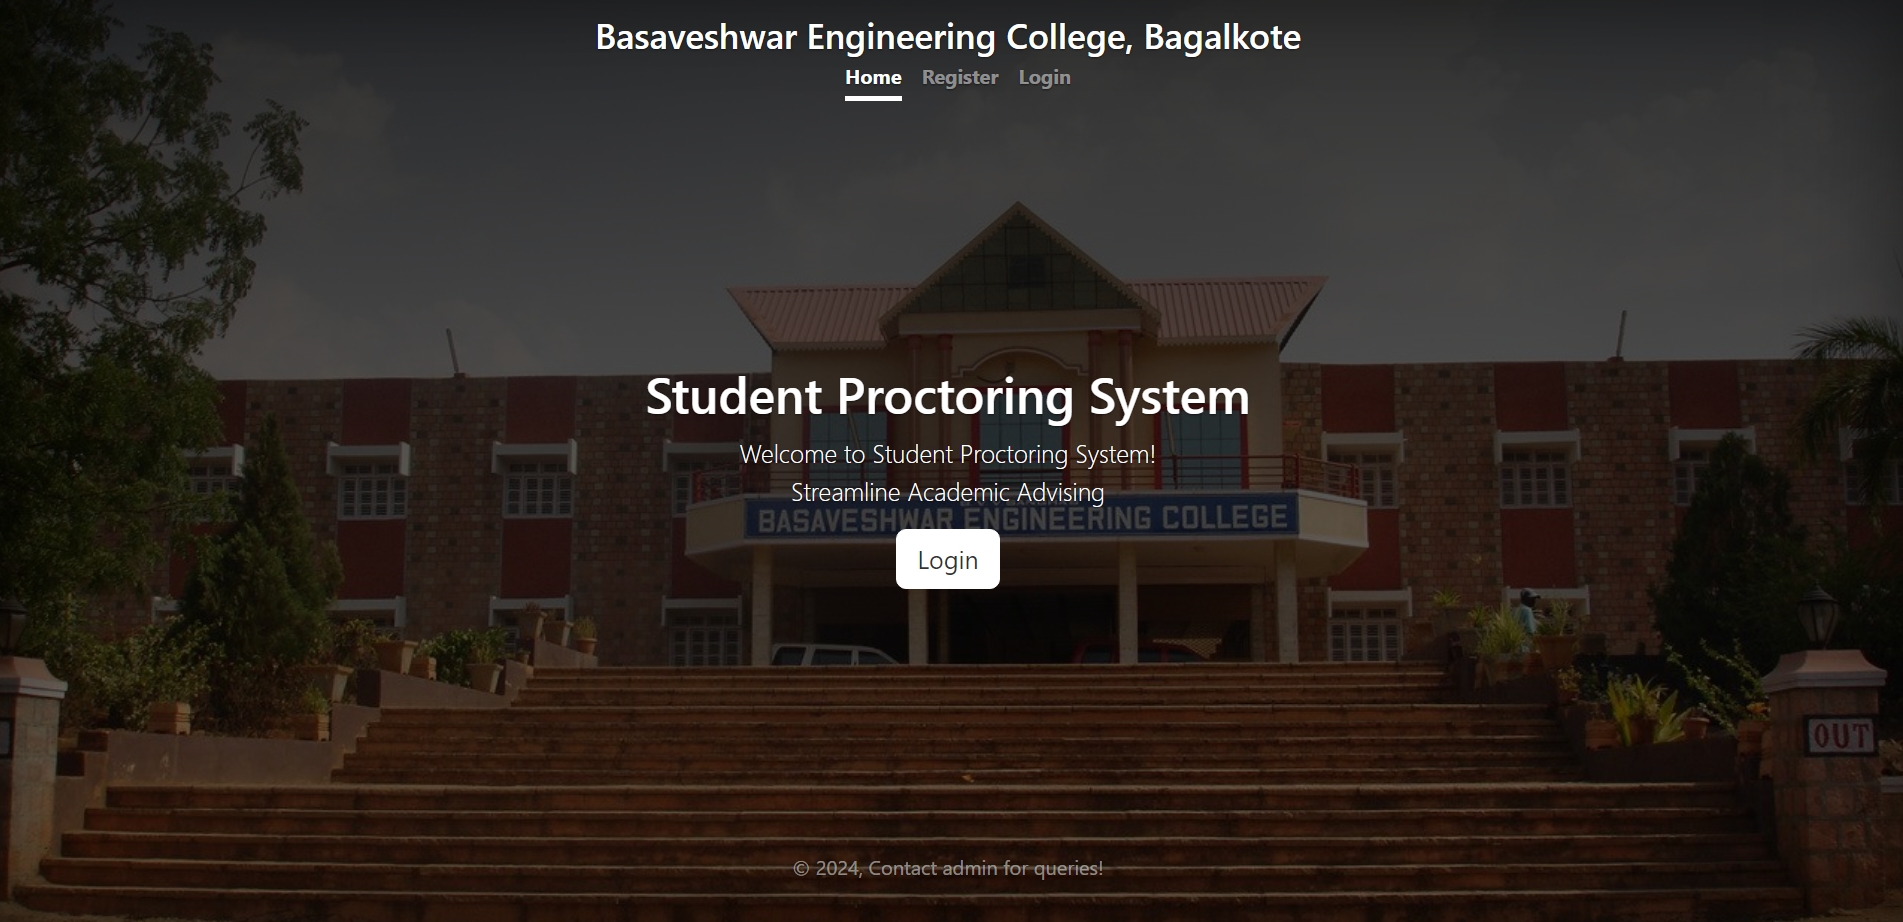 Basaveshwar Engineering College, Bagalkote
Home Register Login
Student Proctoring System
Welcome to Student Proctoring System!
Streamline Academic Advising
BASAVESHWAR ENGINEERING COLLEGE
Login
OUT
© 2024, Contact admin for queries!